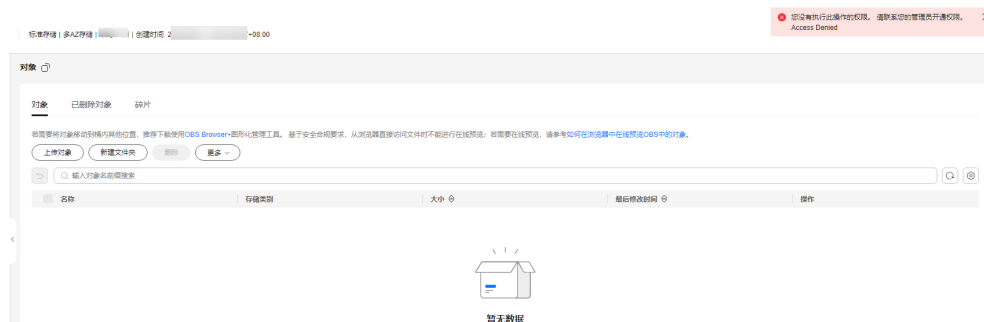 您没有执行此操作的权限。 请联系您的管理员开通权限。
Access Denied
标准存储 | 多AZ存储 | | 创建时间 2 +08:00
对象
对象 已删除对象 碎片
若需要将对象移动到桶内其他位置，推荐下载使用OBS Browser+图形化管理工具。 基于安全合规要求，从浏览器直接访问文件时不能进行在线预览；若需要在线预览，请参考如何在浏览器中在线预览OBS中的对象。
上传对象 新建文件夹 删除 更多
输入对象名前缀搜索
名称 存储类别 大小 最后修改时间 操作
暂无数据